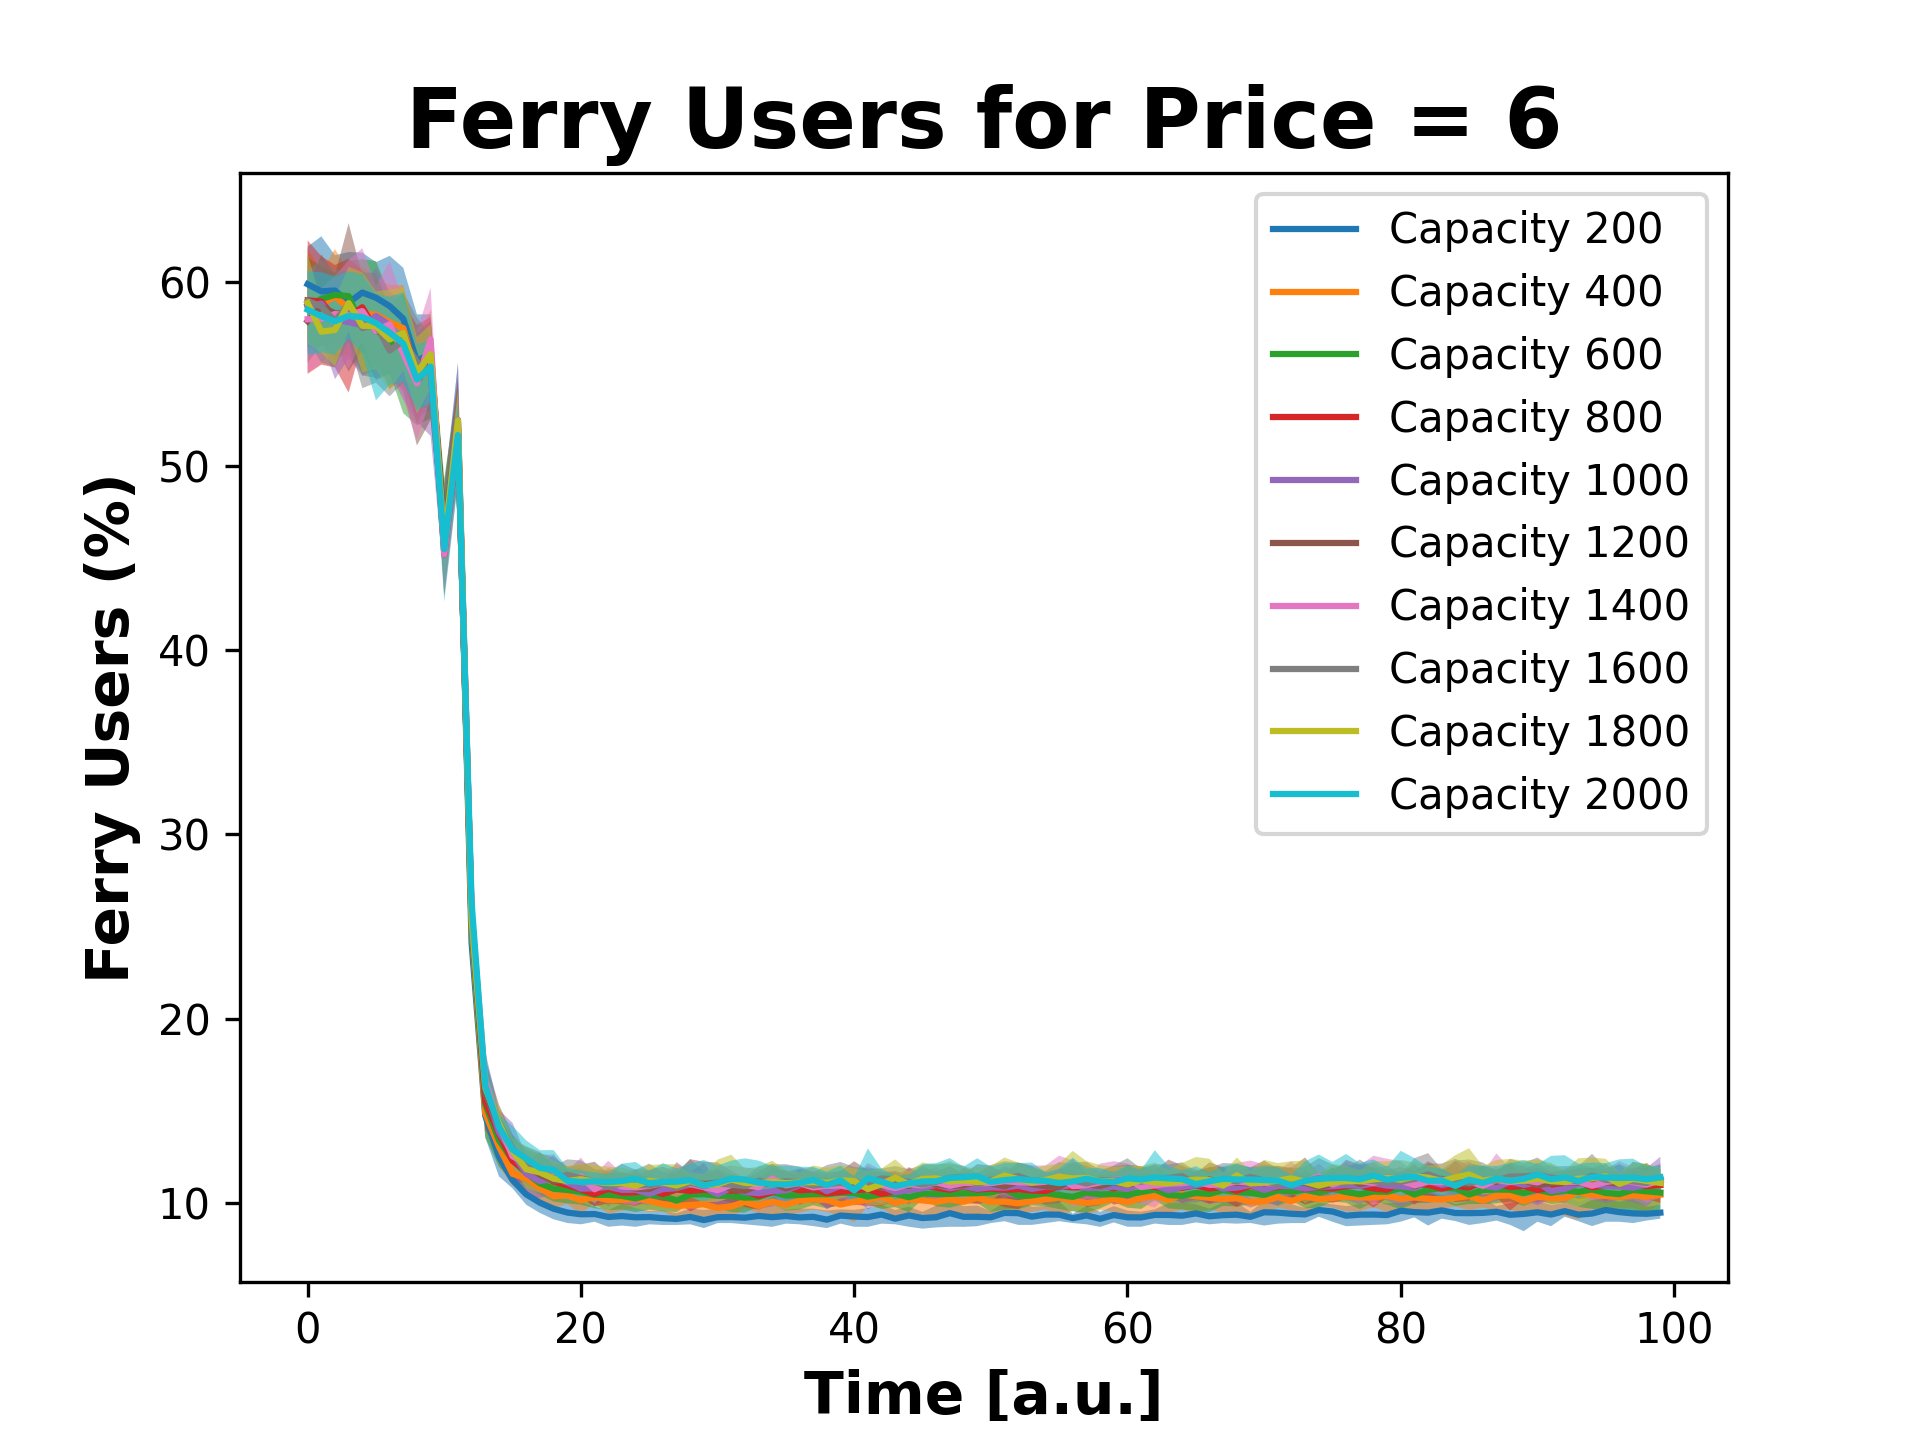 Ferry Users for Price = 6
Ferry Users (%)
60
50
40
30
20
10
Capacity 200
Capacity 400
Capacity 600
Capacity 800
Capacity 1000
Capacity 1200
Capacity 1400
Capacity 1600
Capacity 1800
Capacity 2000
0 20 40 60 80 100
Time [a.u.]